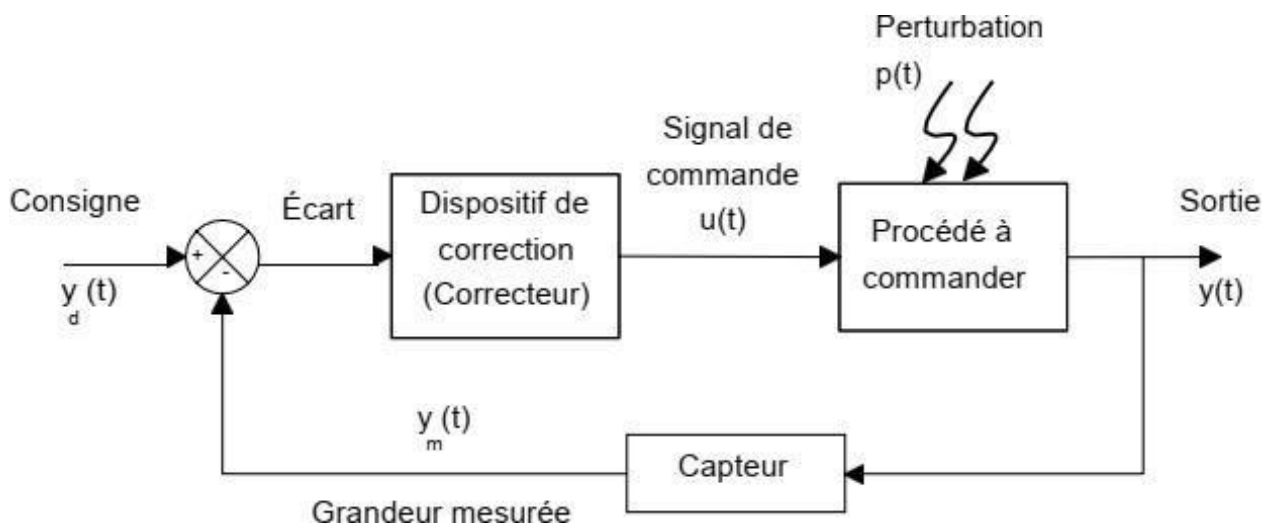 Perturbation
p(t)
Signal de
commande
u(t)
Consigne
Écart
Dispositif de
correction
(Correcteur)
Procédé à
commander
Sortie
+
-
y (t)
d
y(t)
y (t)
m
Capteur
Grandeur mesurée